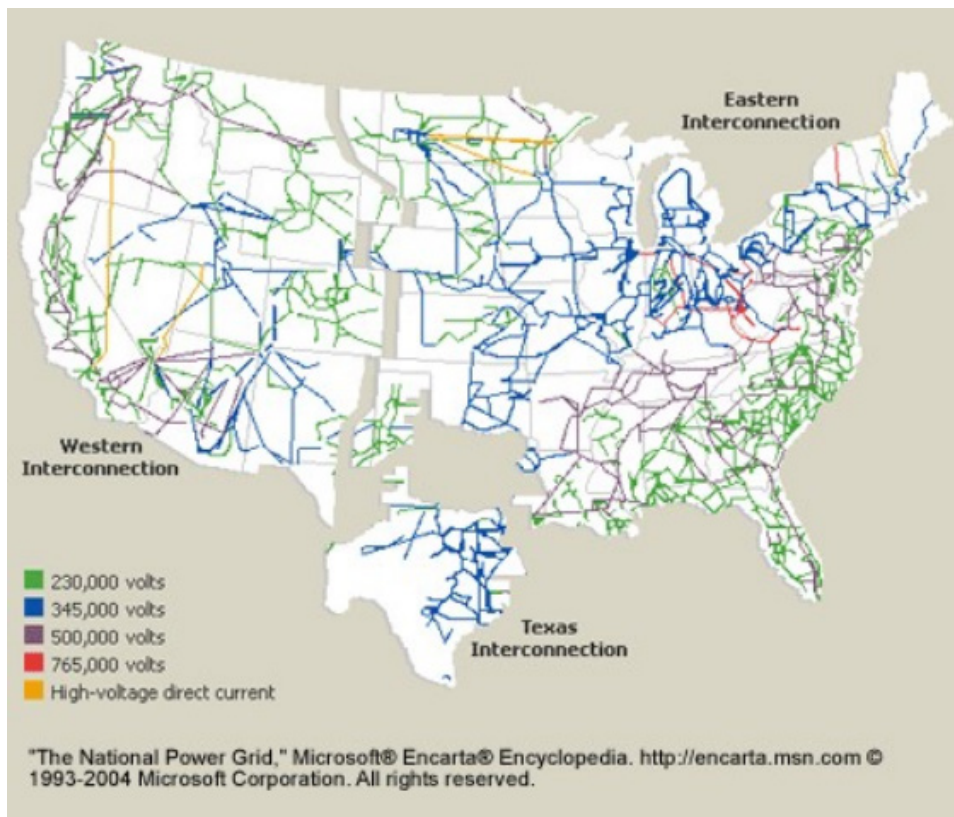 Eastern
Interconnection
Western
Interconnection
Texas
Interconnection
230,000 volts
345,000 volts
500,000 volts
765,000 volts
High-voltage direct current
"The National Power Grid," Microsoft® Encarta® Encyclopedia. http://encarta.msn.com ©
1993-2004 Microsoft Corporation. All rights reserved.